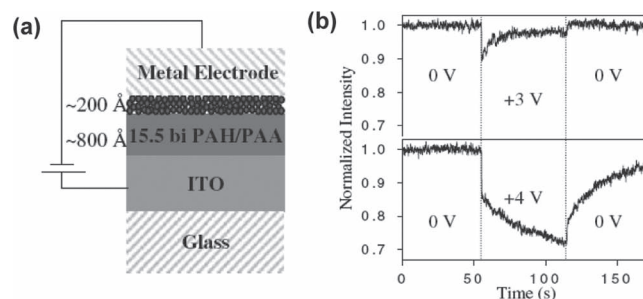 (a)
Metal Electrode
~200 Å
~800Å
15.5 bi PAH/PAA
ITO
Glass
(b)
Normalized Intensity
1.0
0.9
0.8
0.7
0 V
+3 V
0 V
1.0
0.9
0.8
0.7
0 V
+4 V
0 V
0
50
100
150
Time (s)